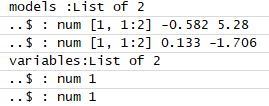 models :List of 2
..$ : num [1, 1:2] -0.582 5.28
..$ : num [1, 1:2] 0.133 -1.706
variables:List of 2
..$ : num 1
..$ : num 1